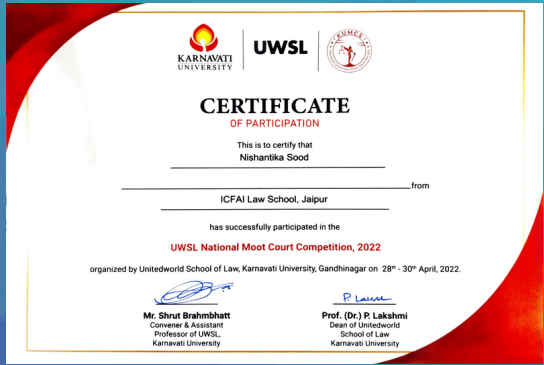 KARNAVATI
UNIVERSITY
UWSL
KUMCS
CERTIFICATE
OF PARTICIPATION
This is to certify that
Nishantika Sood
from
ICFAI Law School, Jaipur
has successfully participated in the
UWSL National Moot Court Competition, 2022
organized by Unitedworld School of Law, Karnavati University, Gandhinagar on 28th - 30th April, 2022.
P. Laksh
Mr. Shrut Brahmbhatt
Convener & Assistant
Professor of UWSL,
Karnavati University
Prof. (Dr.) P. Lakshmi
Dean of Unitedworld
School of Law
Karnavati University